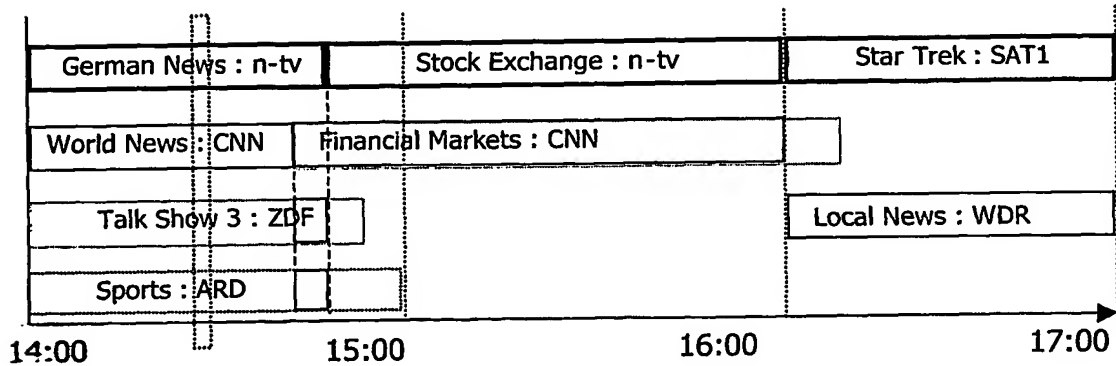 German News : n-tv Stock Exchange : n-tv Star Trek : SAT1
World News : CNN Financial Markets : CNN
Talk Show 3 : ZDF Local News : WDR
Sports : ARD
14:00 15:00 16:00 17:00